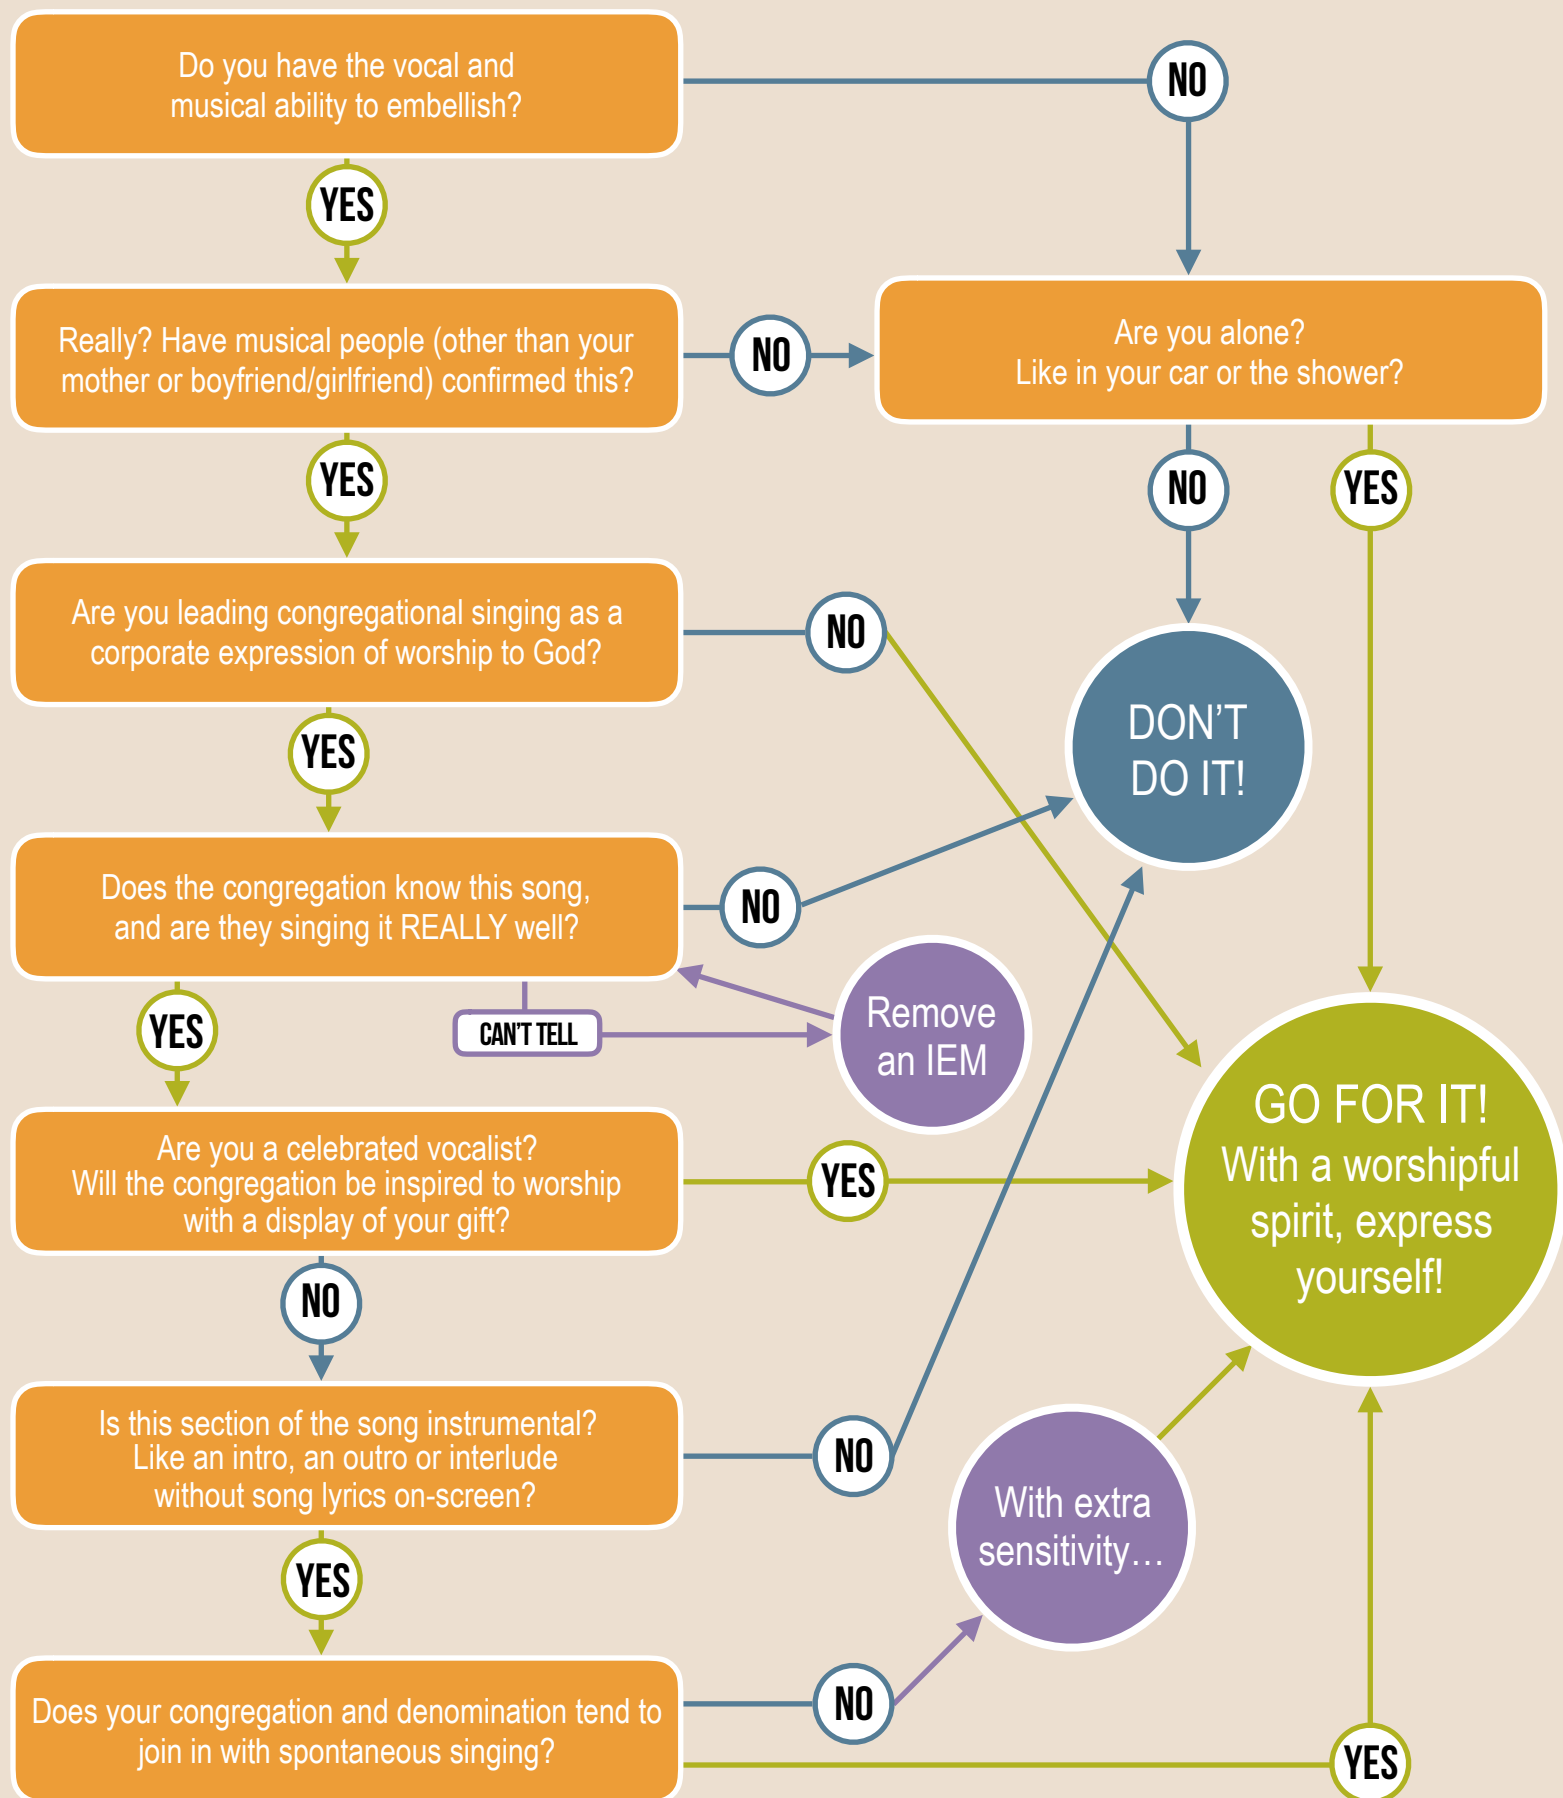 Do you have the vocal and
musical ability to embellish?
NO
YES
Really? Have musical people (other than your
mother or boyfriend/girlfriend) confirmed this?
NO
Are you alone?
Like in your car or the shower?
YES
NO
YES
Are you leading congregational singing as a
corporate expression of worship to God?
NO
DON'T
DO IT!
YES
Does the congregation know this song,
and are they singing it REALLY well?
NO
YES
CAN'T TELL
Remove
an IEM
Are you a celebrated vocalist?
Will the congregation be inspired to worship
with a display of your gift?
YES
GO FOR IT!
With a worshipful
spirit, express
yourself!
NO
Is this section of the song instrumental?
Like an intro, an outro or interlude
without song lyrics on-screen?
NO
With extra
sensitivity…
YES
Does your congregation and denomination tend to
join in with spontaneous singing?
NO
YES